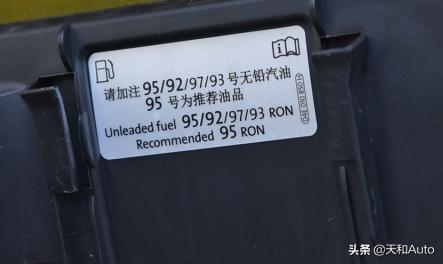 请加注 95/92/97/93 号无铅汽油
95 号为推荐油品
Unleaded fuel 95/92/97/93 RON
Recommended 95 RON
头条 @天和Auto